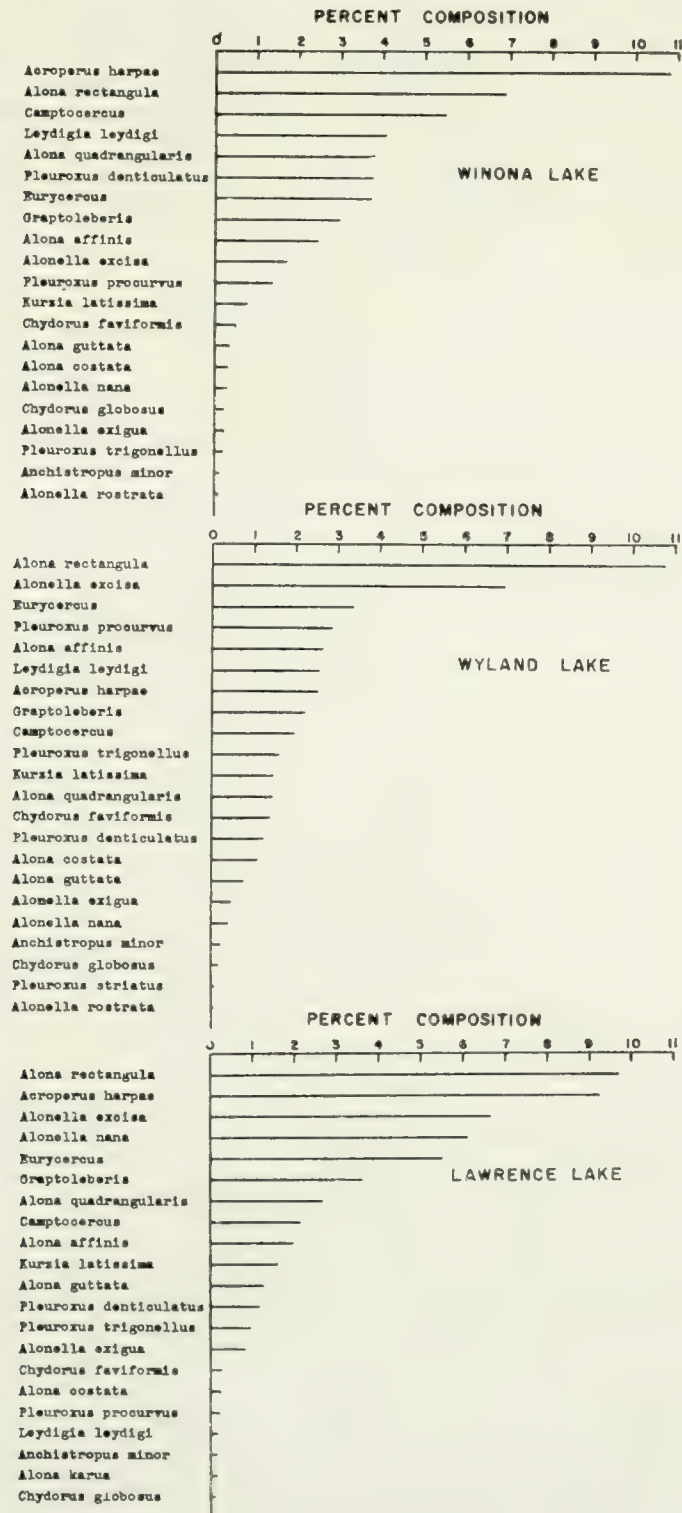 PERCENT COMPOSITION
0 1 2 3 4 5 6 7 8 9 10 11
Acroperus harpae
Alona rectangula
Camptocercus
Leydigia leydigi
Alona quadrangularis
Pleuroxus denticulatus
WINONA LAKE
Eurycercus
Graptoleberis
Alona affinis
Alonella excisa
Pleuroxus procurvus
Kurzia latissima
Chydorus faviformis
Alona guttata
Alona costata
Alonella nana
Chydorus globosus
Alonella exigua
Pleuroxus trigonellus
Anchistropus minor
Alonella rostrata
PERCENT COMPOSITION
0 1 2 3 4 5 6 7 8 9 10 11
Alona rectangula
Alonella excisa
Eurycercus
Pleuroxus procurvus
Alona affinis
Leydigia leydigi
WYLAND LAKE
Acroperus harpae
Graptoleberis
Camptocercus
Pleuroxus trigonellus
Kurzia latissima
Alona quadrangularis
Chydorus faviformis
Pleuroxus denticulatus
Alona costata
Alona guttata
Alonella exigua
Alonella nana
Anchistropus minor
Chydorus globosus
Pleuroxus striatus
Alonella rostrata
PERCENT COMPOSITION
0 1 2 3 4 5 6 7 8 9 10 11
Alona rectangula
Acroperus harpae
Alonella excisa
Alonella nana
Eurycercus
Graptoleberis
LAWRENCE LAKE
Alona quadrangularis
Camptocercus
Alona affinis
Kurzia latissima
Alona guttata
Pleuroxus denticulatus
Pleuroxus trigonellus
Alonella exigua
Chydorus faviformis
Alona costata
Pleuroxus procurvus
Leydigia leydigi
Anchistropus minor
Alona karua
Chydorus globosus